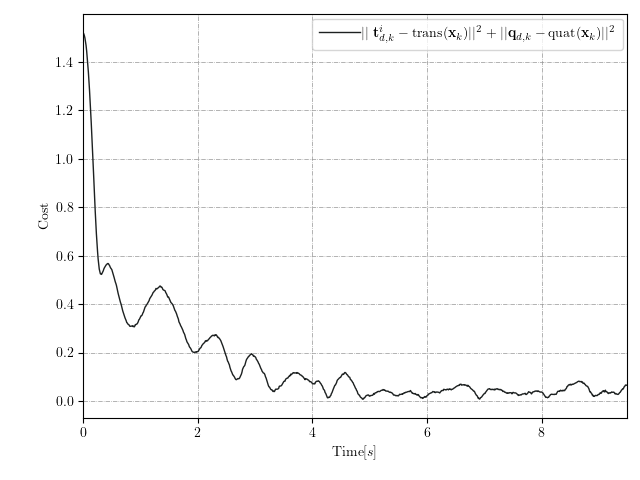 || t^i_{d,k} − trans(x_k)||^2 + ||q_{d,k} − quat(x_k)||^2
1.4
1.2
1.0
0.8
0.6
0.4
0.2
0.0
Cost
0 2 4 6 8
Time[s]